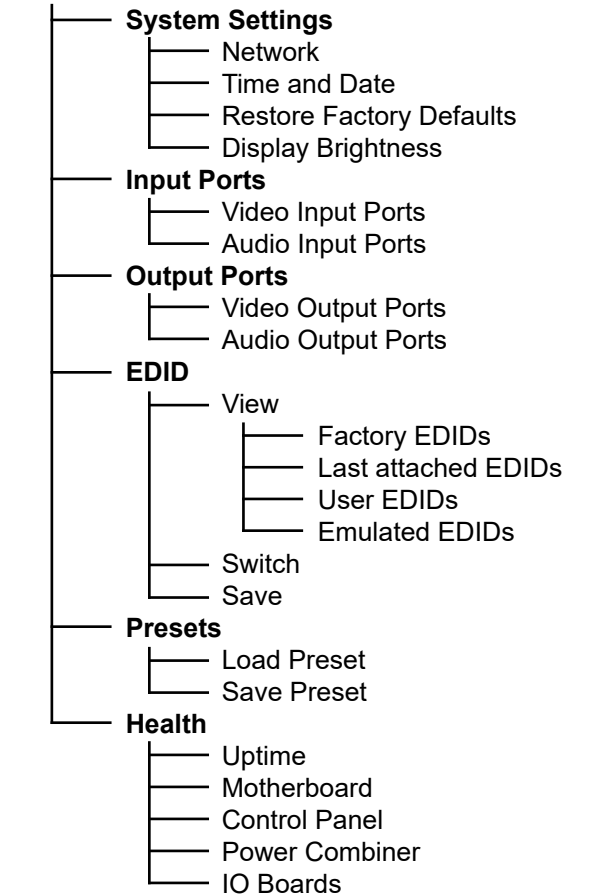 System Settings
Network
Time and Date
Restore Factory Defaults
Display Brightness
Input Ports
Video Input Ports
Audio Input Ports
Output Ports
Video Output Ports
Audio Output Ports
EDID
View
Factory EDIDs
Last attached EDIDs
User EDIDs
Emulated EDIDs
Switch
Save
Presets
Load Preset
Save Preset
Health
Uptime
Motherboard
Control Panel
Power Combiner
IO Boards